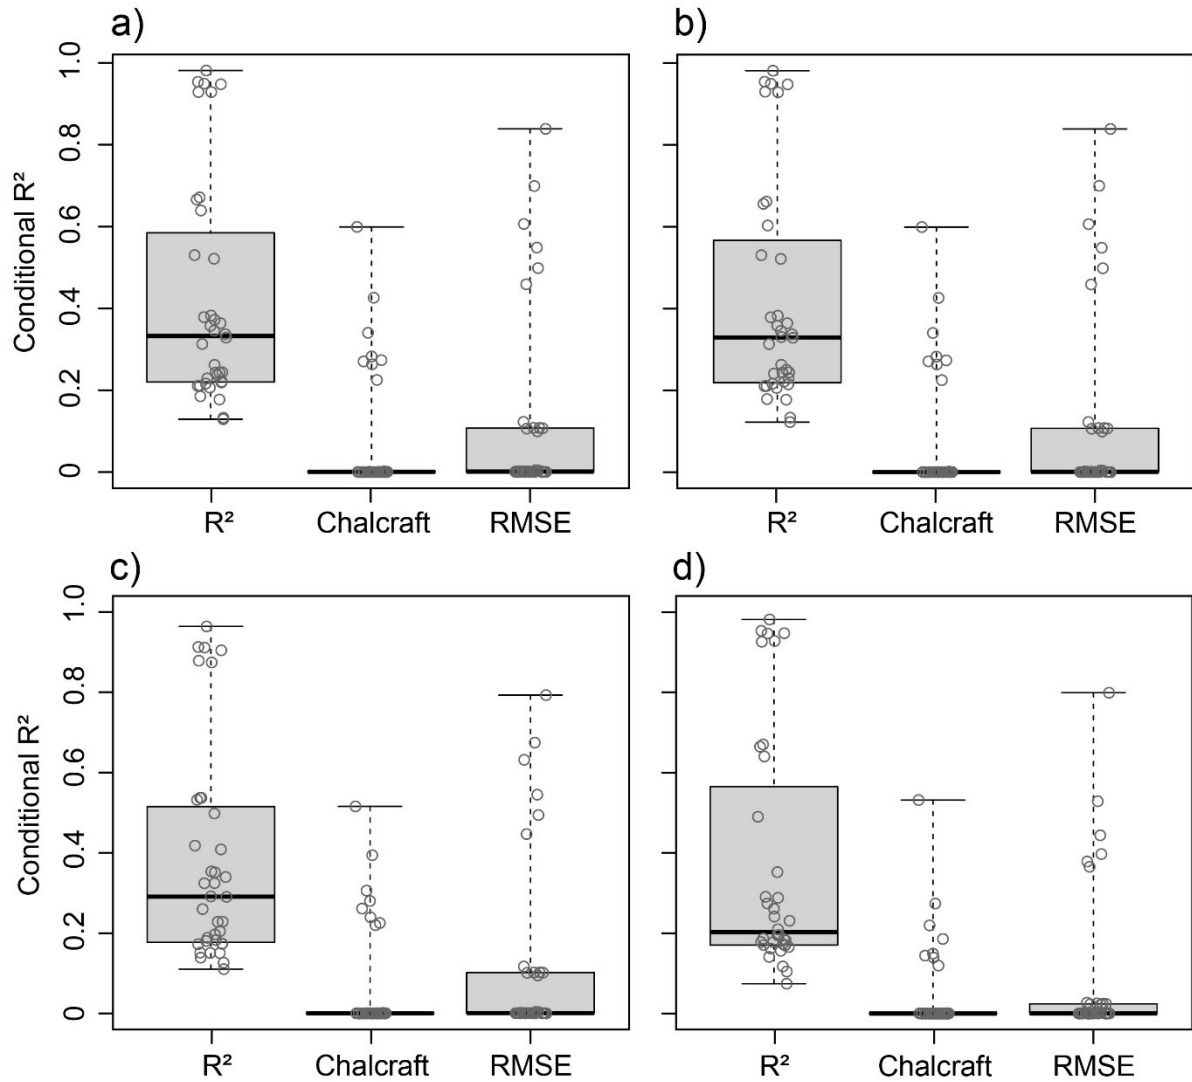 a)
b)
Conditional R²
1.0
0.8
0.6
0.4
0.2
0
R² Chalcraft RMSE
R² Chalcraft RMSE
c)
d)
Conditional R²
1.0
0.8
0.6
0.4
0.2
0
R² Chalcraft RMSE
R² Chalcraft RMSE